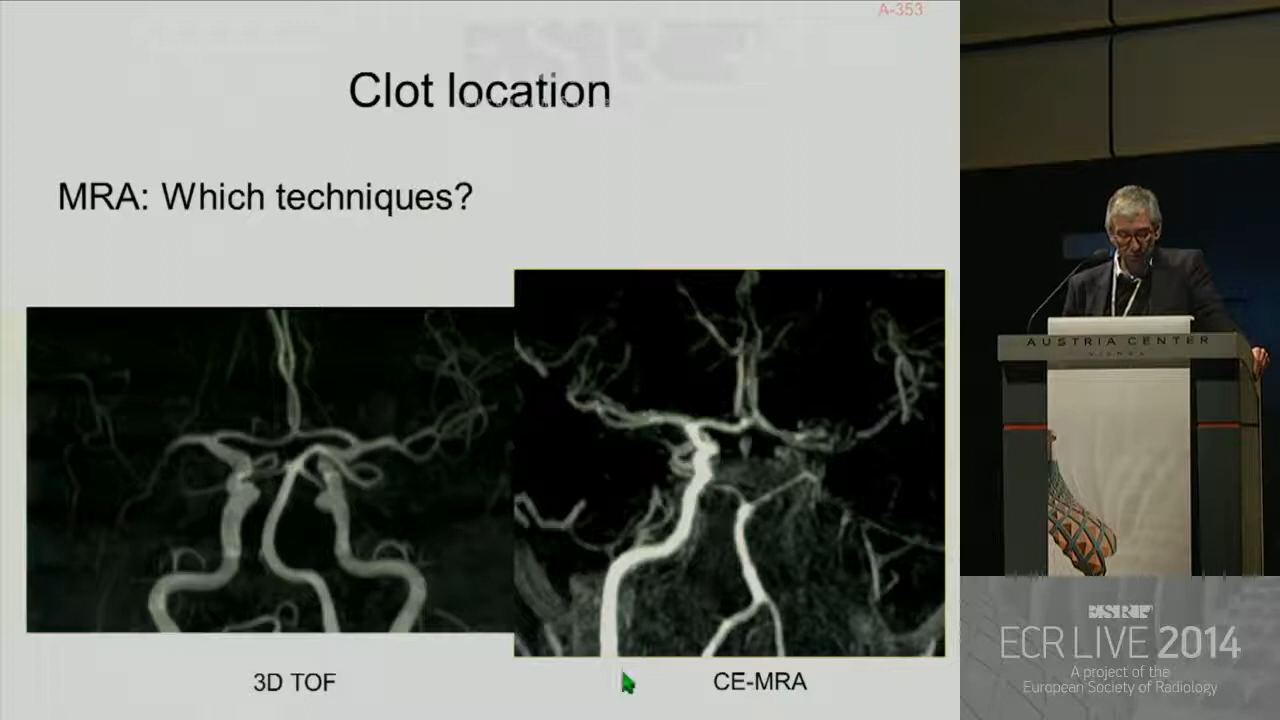 A-353
Clot location
MRA: Which techniques?
3D TOF
CE-MRA
AUSTRIA CENTER
VIENNA
ESR
ECR LIVE 2014
A project of the
European Society of Radiology